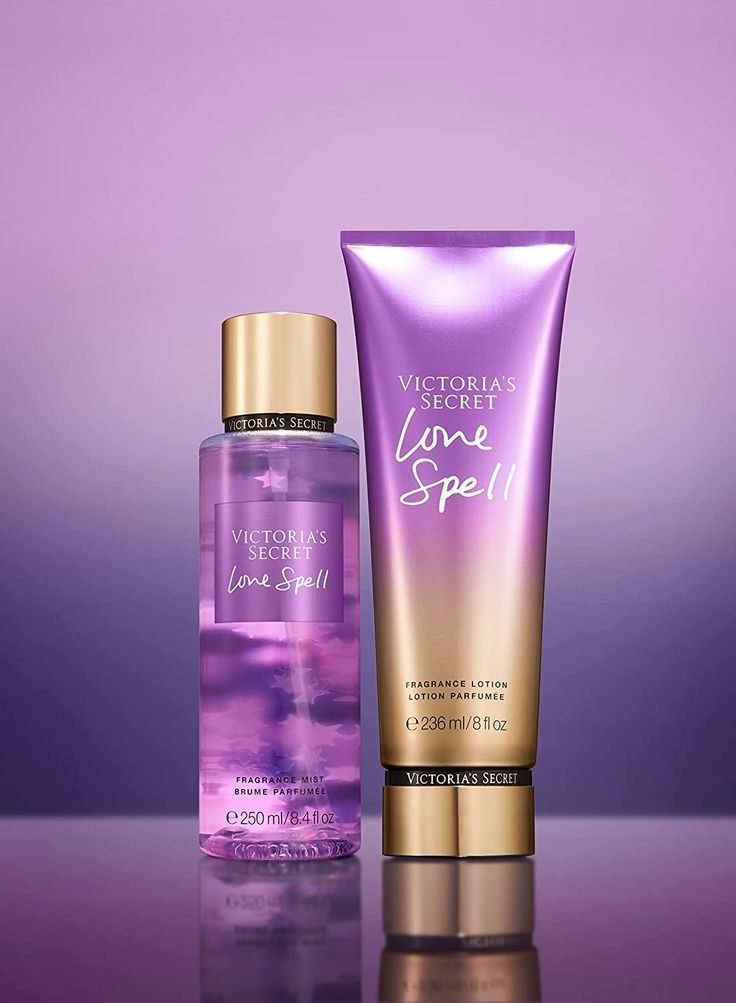 VICTORIA'S SECRET
VICTORIA'S
SECRET
Love Spell
FRAGRANCE MIST
BRUME PARFUMÉE
℮ 250 ml/8.4 fl oz
VICTORIA'S
SECRET
Love
Spell
FRAGRANCE LOTION
LOTION PARFUMÉE
℮ 236 ml/8 fl oz
VICTORIA'S SECRET